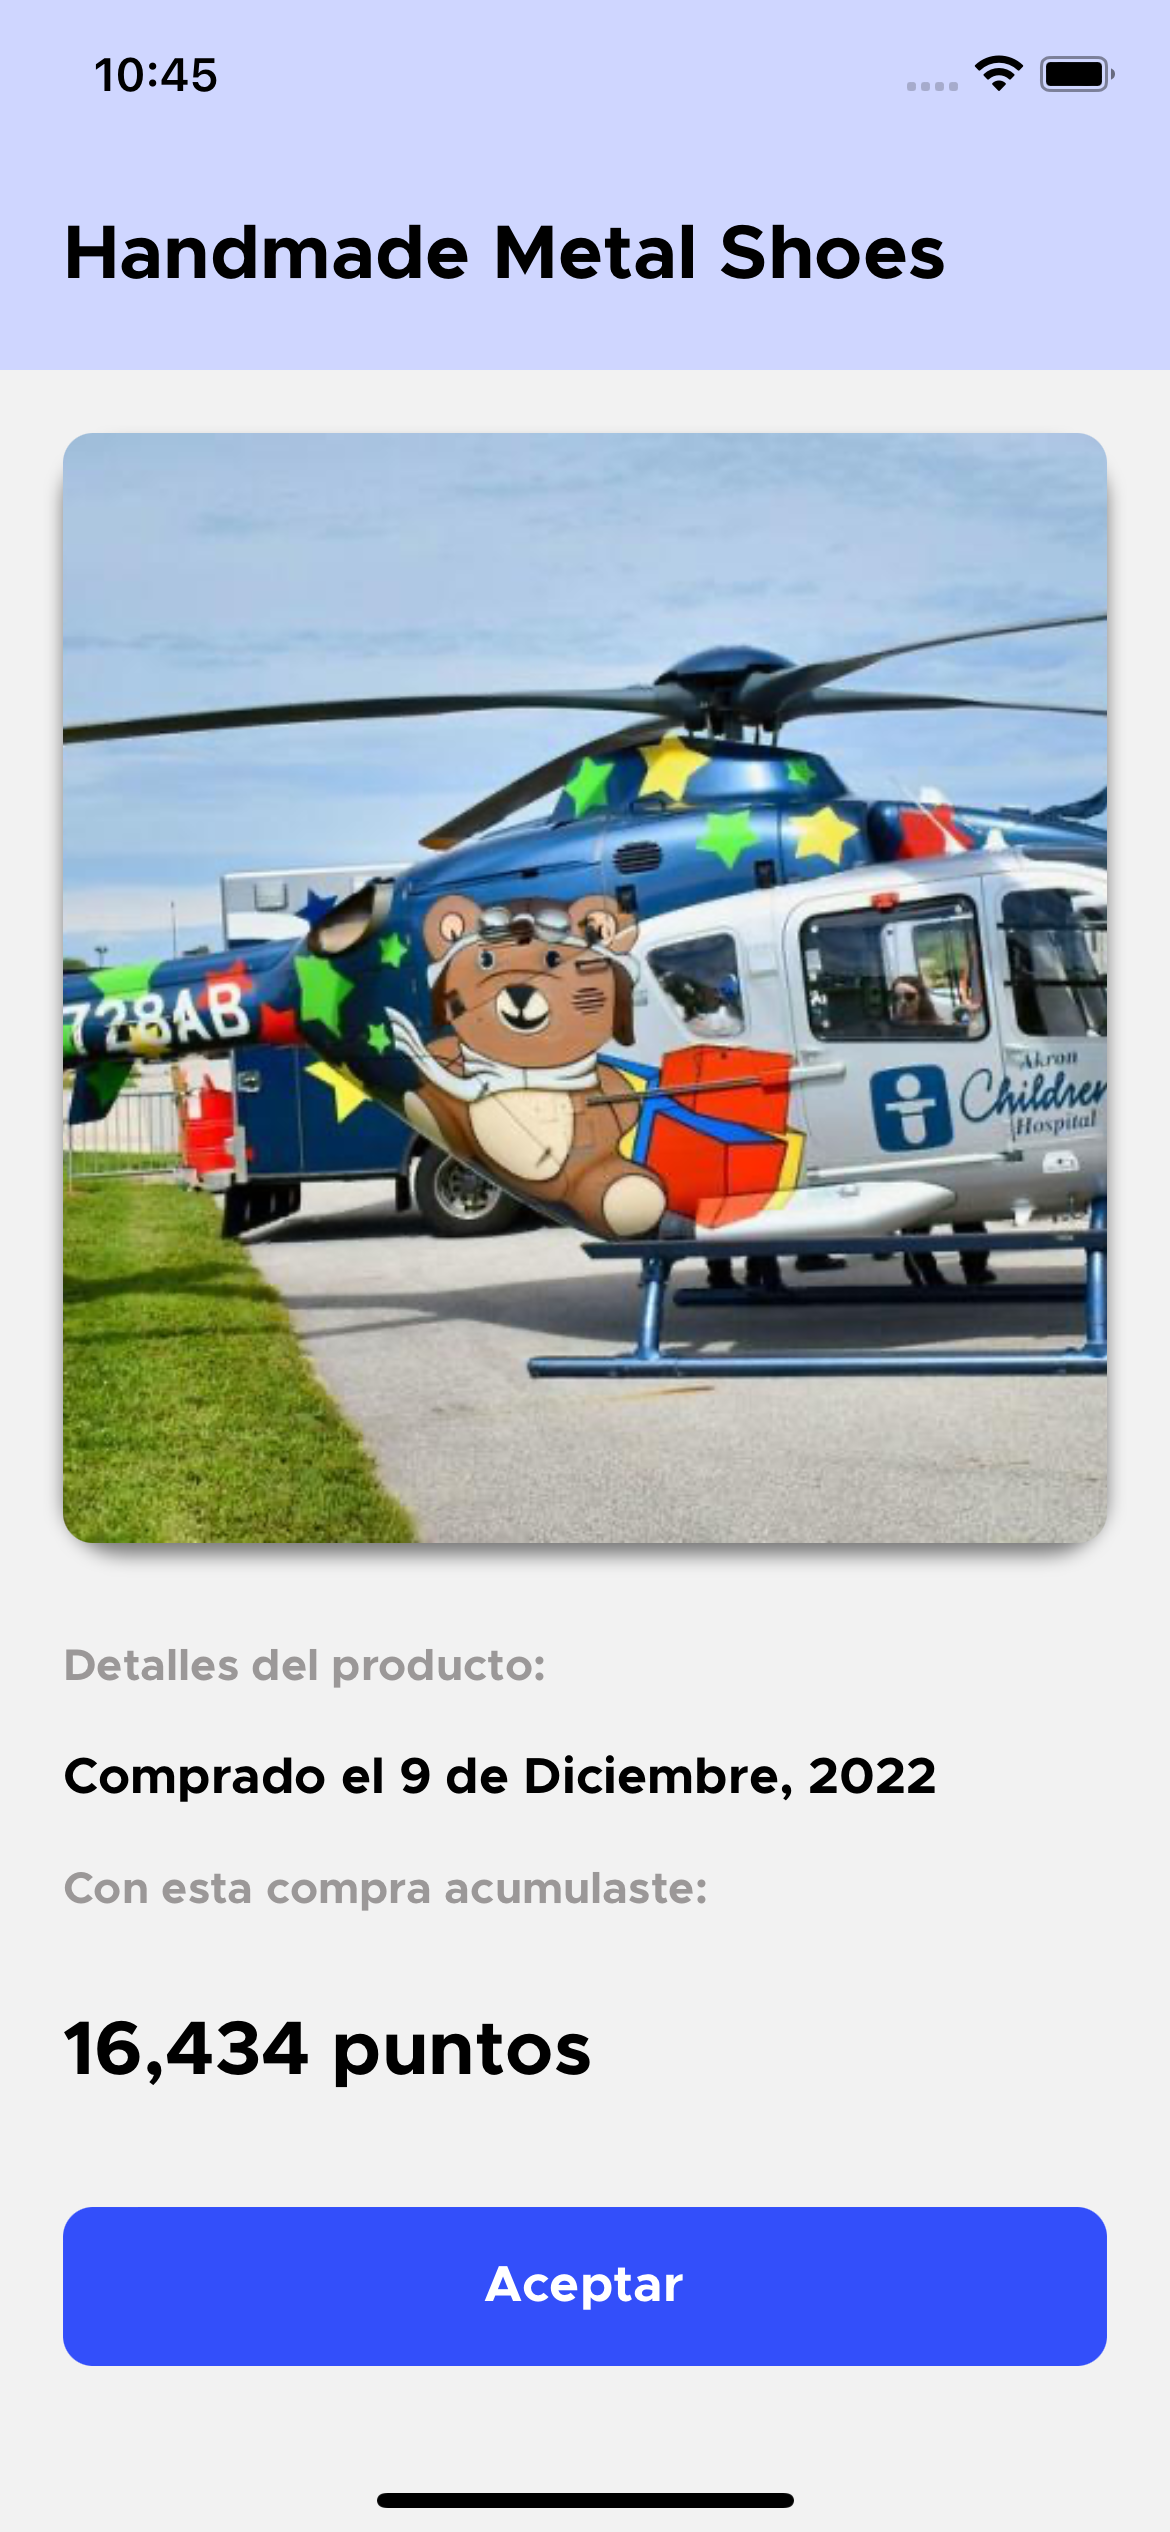 10:45
Handmade Metal Shoes
728AB
Akron
Children
Hospital
Detalles del producto:
Comprado el 9 de Diciembre, 2022
Con esta compra acumulaste:
16,434 puntos
Aceptar